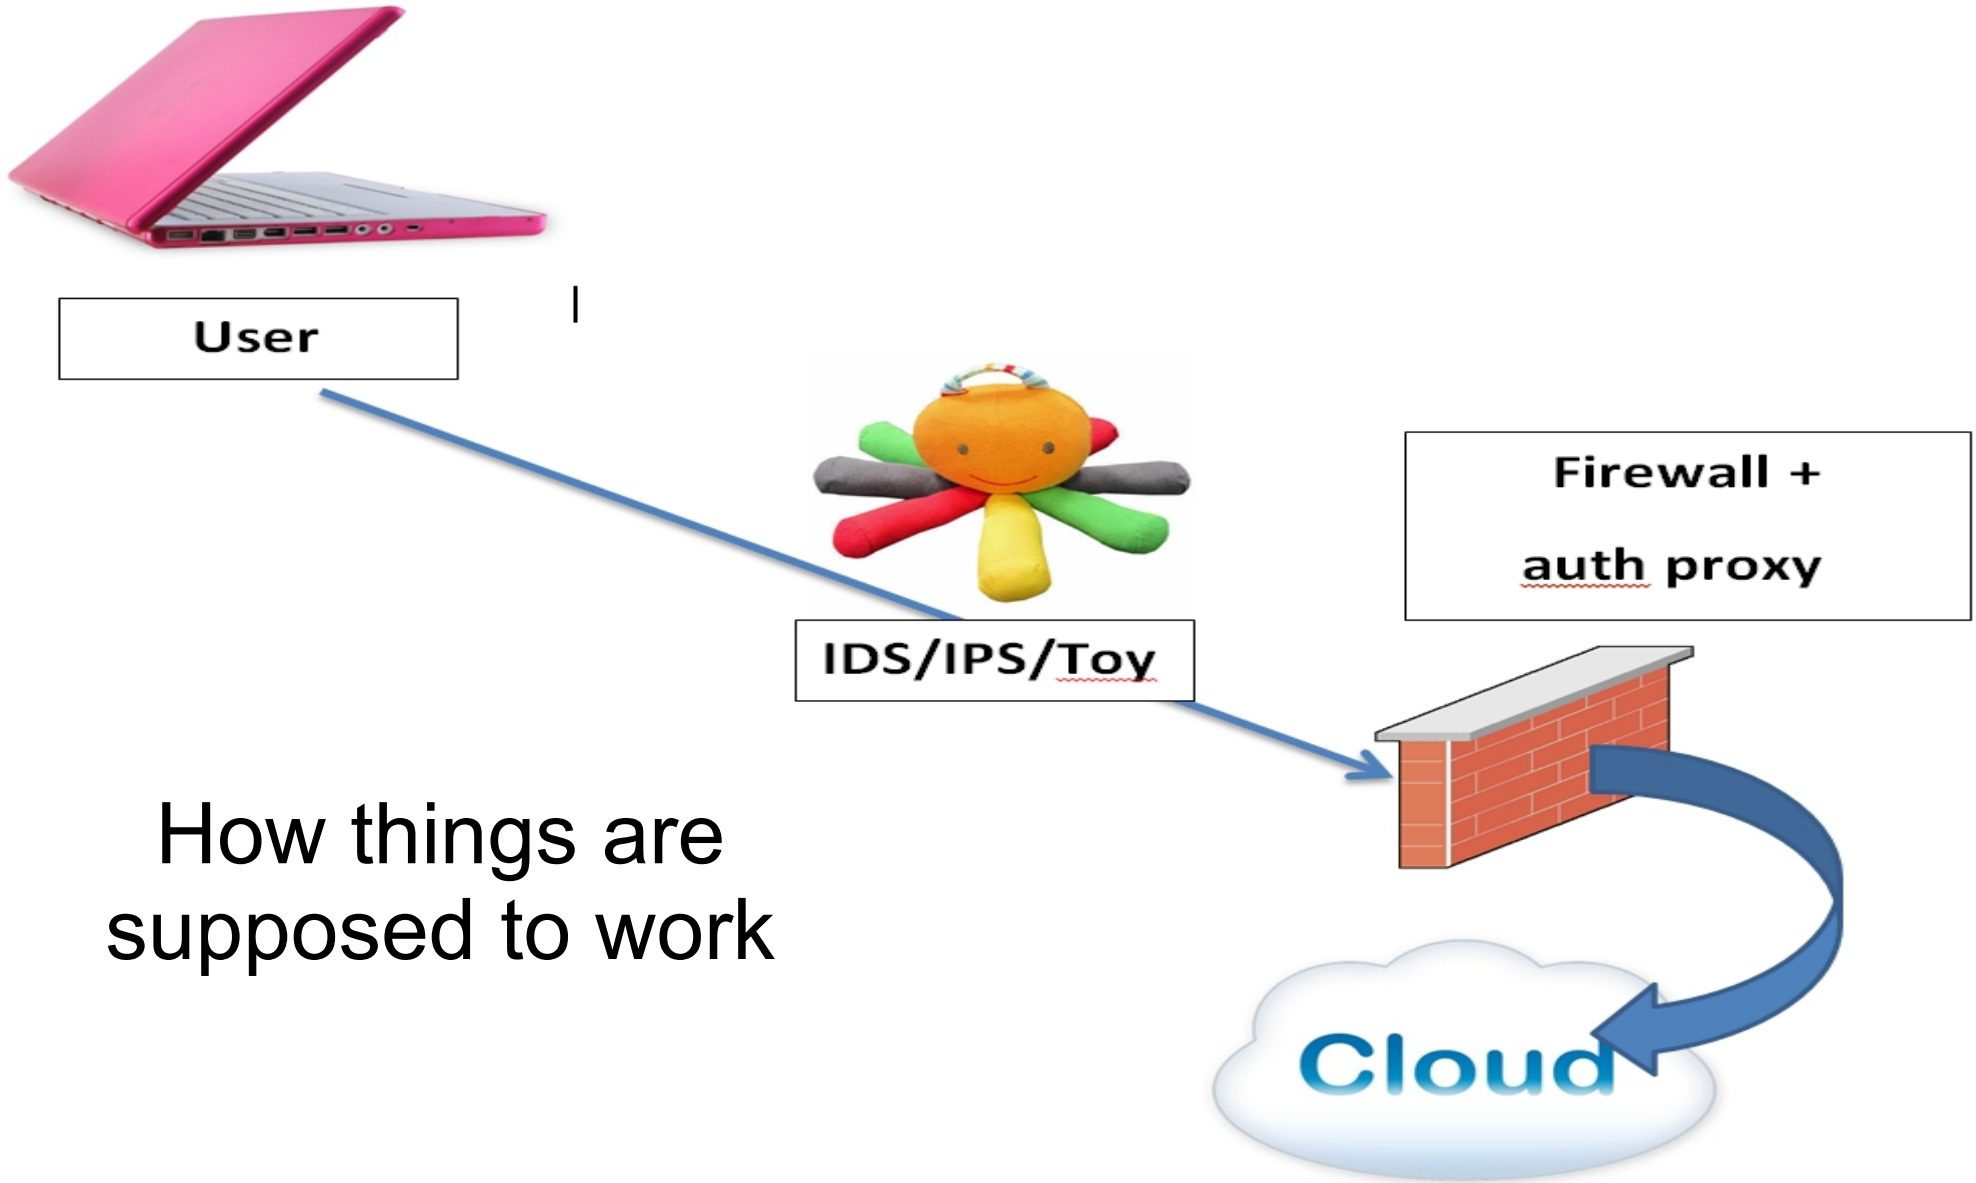 User
IDS/IPS/Toy
Firewall +
auth proxy
How things are
supposed to work
Cloud